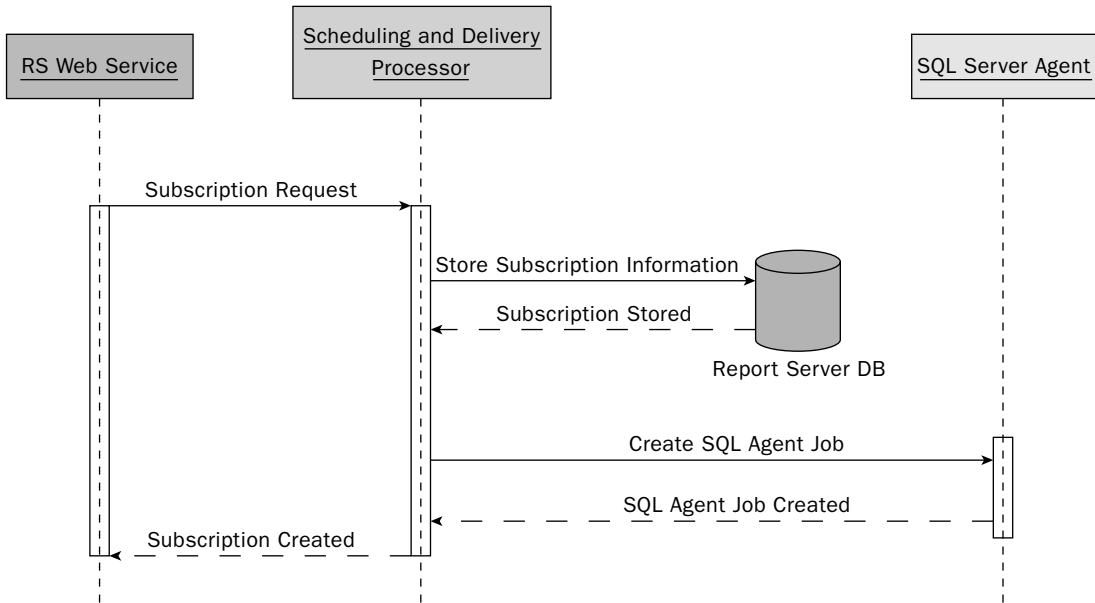 RS Web Service
Scheduling and Delivery
Processor
SQL Server Agent
Subscription Request
Store Subscription Information
Subscription Stored
Report Server DB
Create SQL Agent Job
SQL Agent Job Created
Subscription Created